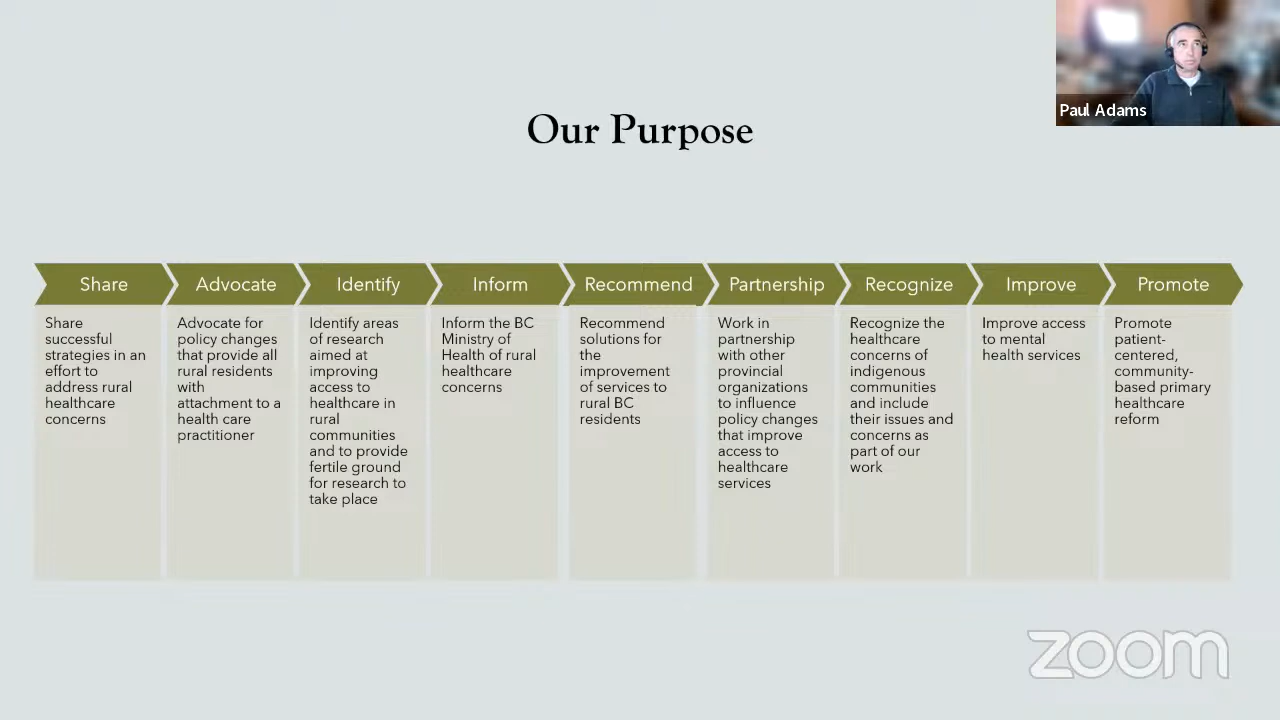 Paul Adams
Our Purpose
Share
Share
successful
strategies in an
effort to
address rural
healthcare
concerns
Advocate
Advocate for
policy changes
that provide all
rural residents
with
attachment to a
health care
practitioner
Identify
Identify areas
of research
aimed at
improving
access to
healthcare in
rural
communities
and to provide
fertile ground
for research to
take place
Inform
Inform the BC
Ministry of
Health of rural
healthcare
concerns
Recommend
Recommend
solutions for
the
improvement
of services to
rural BC
residents
Partnership
Work in
partnership
with other
provincial
organizations
to influence
policy changes
that improve
access to
healthcare
services
Recognize
Recognize the
healthcare
concerns of
indigenous
communities
and include
their issues and
concerns as
part of our
work
Improve
Improve access
to mental
health services
Promote
Promote
patient-
centered,
community-
based primary
healthcare
reform
zoom